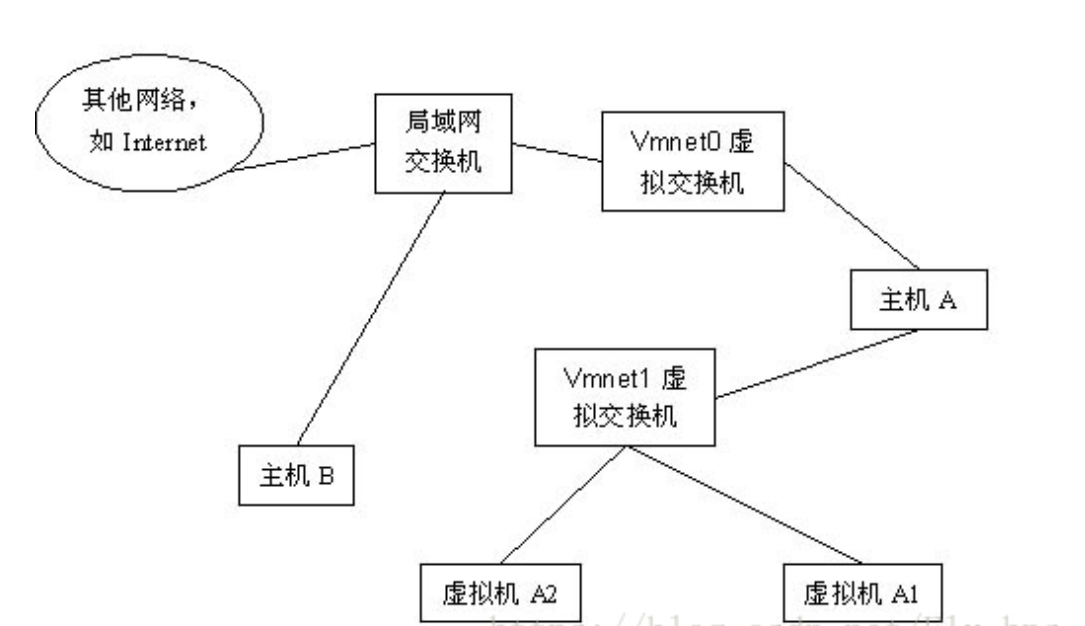 其他网络，
如 Internet
局域网
交换机
Vmnet0 虚
拟交换机
主机 A
Vmnet1 虚
拟交换机
主机 B
虚拟机 A2
虚拟机 A1